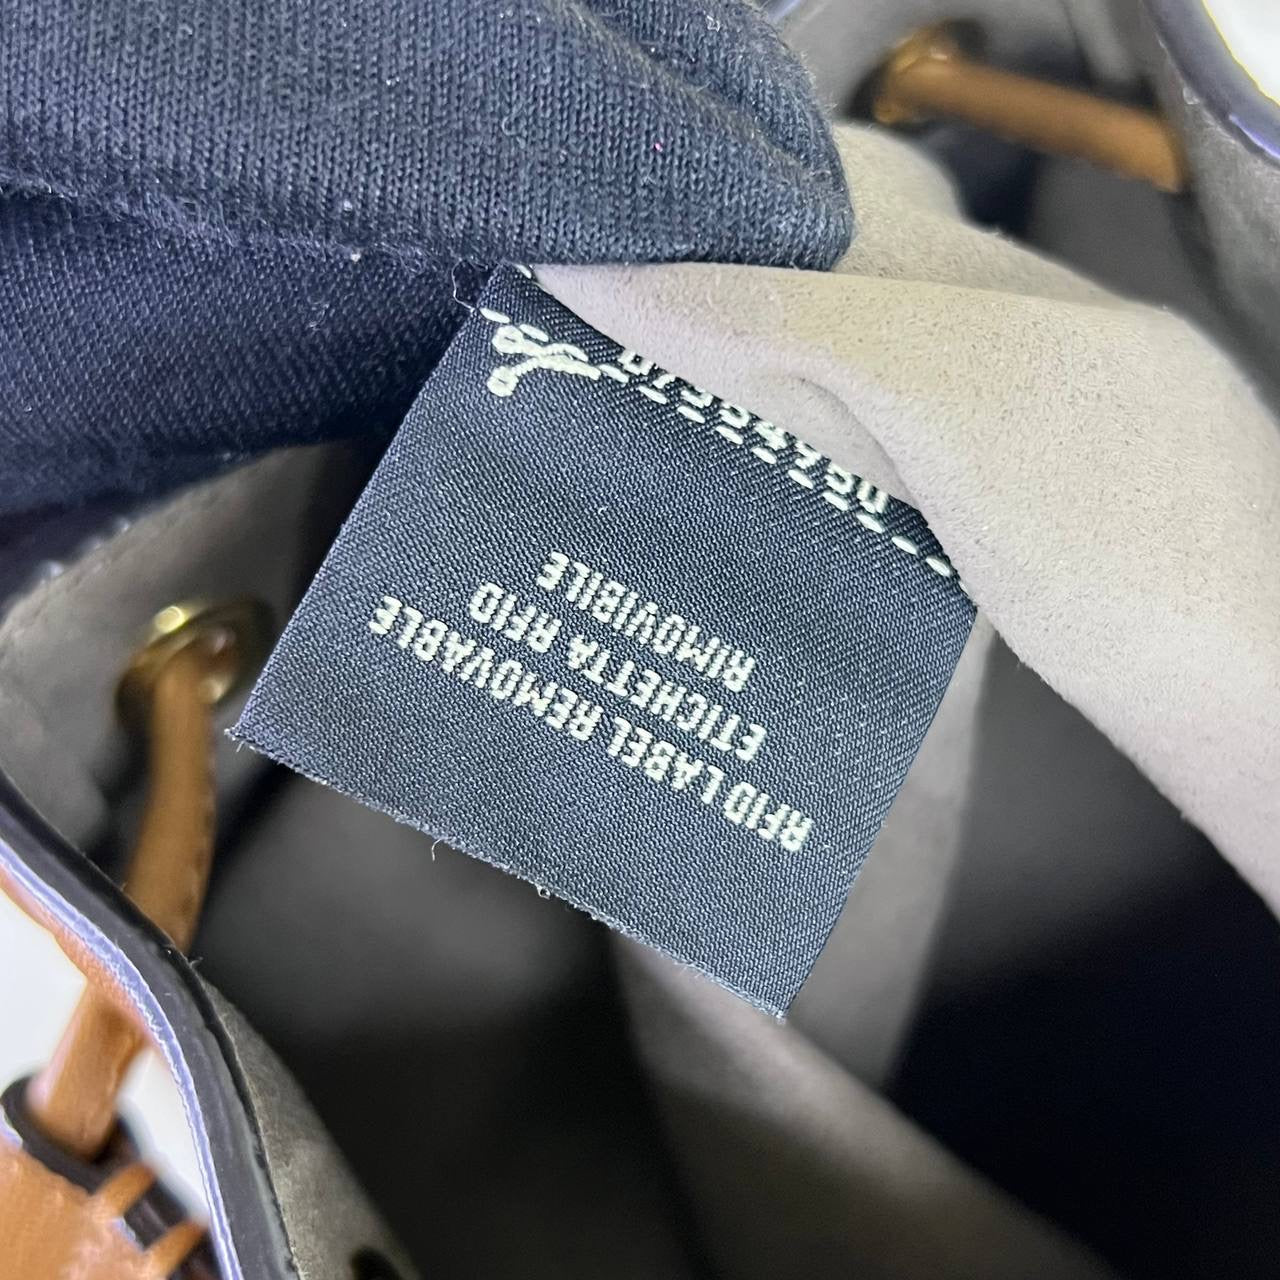 RFID LABEL REMOVABLE
ETICHETTA RFID
RIMOVIBILE